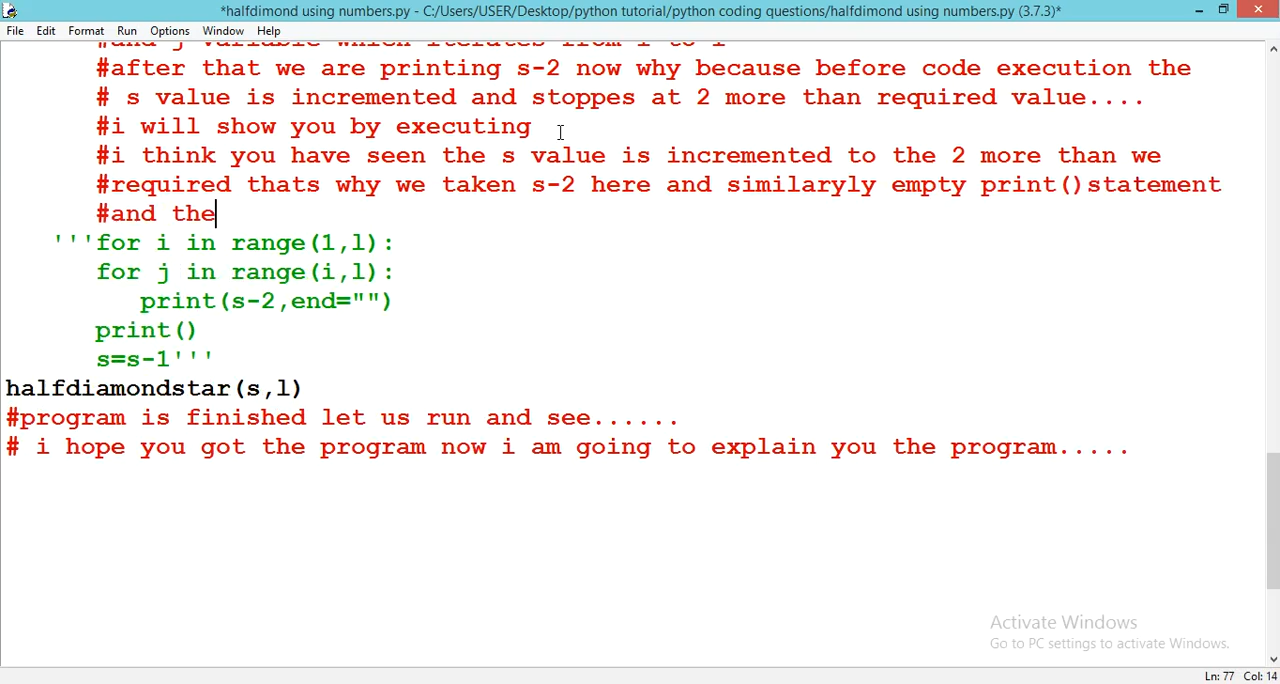 *halfdimond using numbers.py - C:/Users/USER/Desktop/python tutorial/python coding questions/halfdimond using numbers.py (3.7.3)*
File Edit Format Run Options Window Help
#and j variable which iterates from i to l
#after that we are printing s-2 now why because before code execution the
# s value is incremented and stoppes at 2 more than required value....
#i will show you by executing
#i think you have seen the s value is incremented to the 2 more than we
#required thats why we taken s-2 here and similaryly empty print()statement
#and the
'''for i in range(1,l):
for j in range(i,l):
print(s-2,end="")
print()
s=s-1'''
halfdiamondstar(s,l)
#program is finished let us run and see......
# i hope you got the program now i am going to explain you the program.....
Activate Windows
Go to PC settings to activate Windows.
Ln: 77 Col: 14